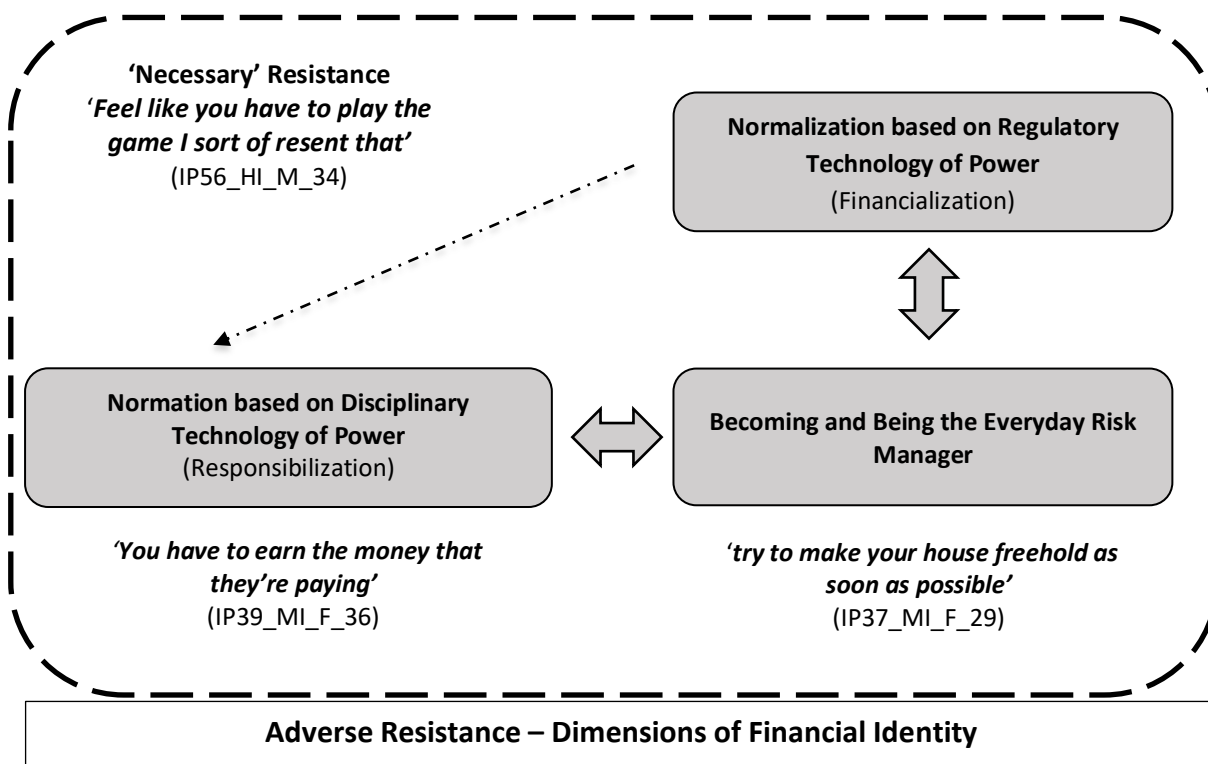 ‘Necessary’ Resistance
‘Feel like you have to play the
game I sort of resent that’
(IP56_HI_M_34)
Normalization based on Regulatory
Technology of Power
(Financialization)
Normation based on Disciplinary
Technology of Power
(Responsibilization)
Becoming and Being the Everyday Risk
Manager
‘You have to earn the money that
they’re paying’
(IP39_MI_F_36)
‘try to make your house freehold as
soon as possible’
(IP37_MI_F_29)
Adverse Resistance – Dimensions of Financial Identity